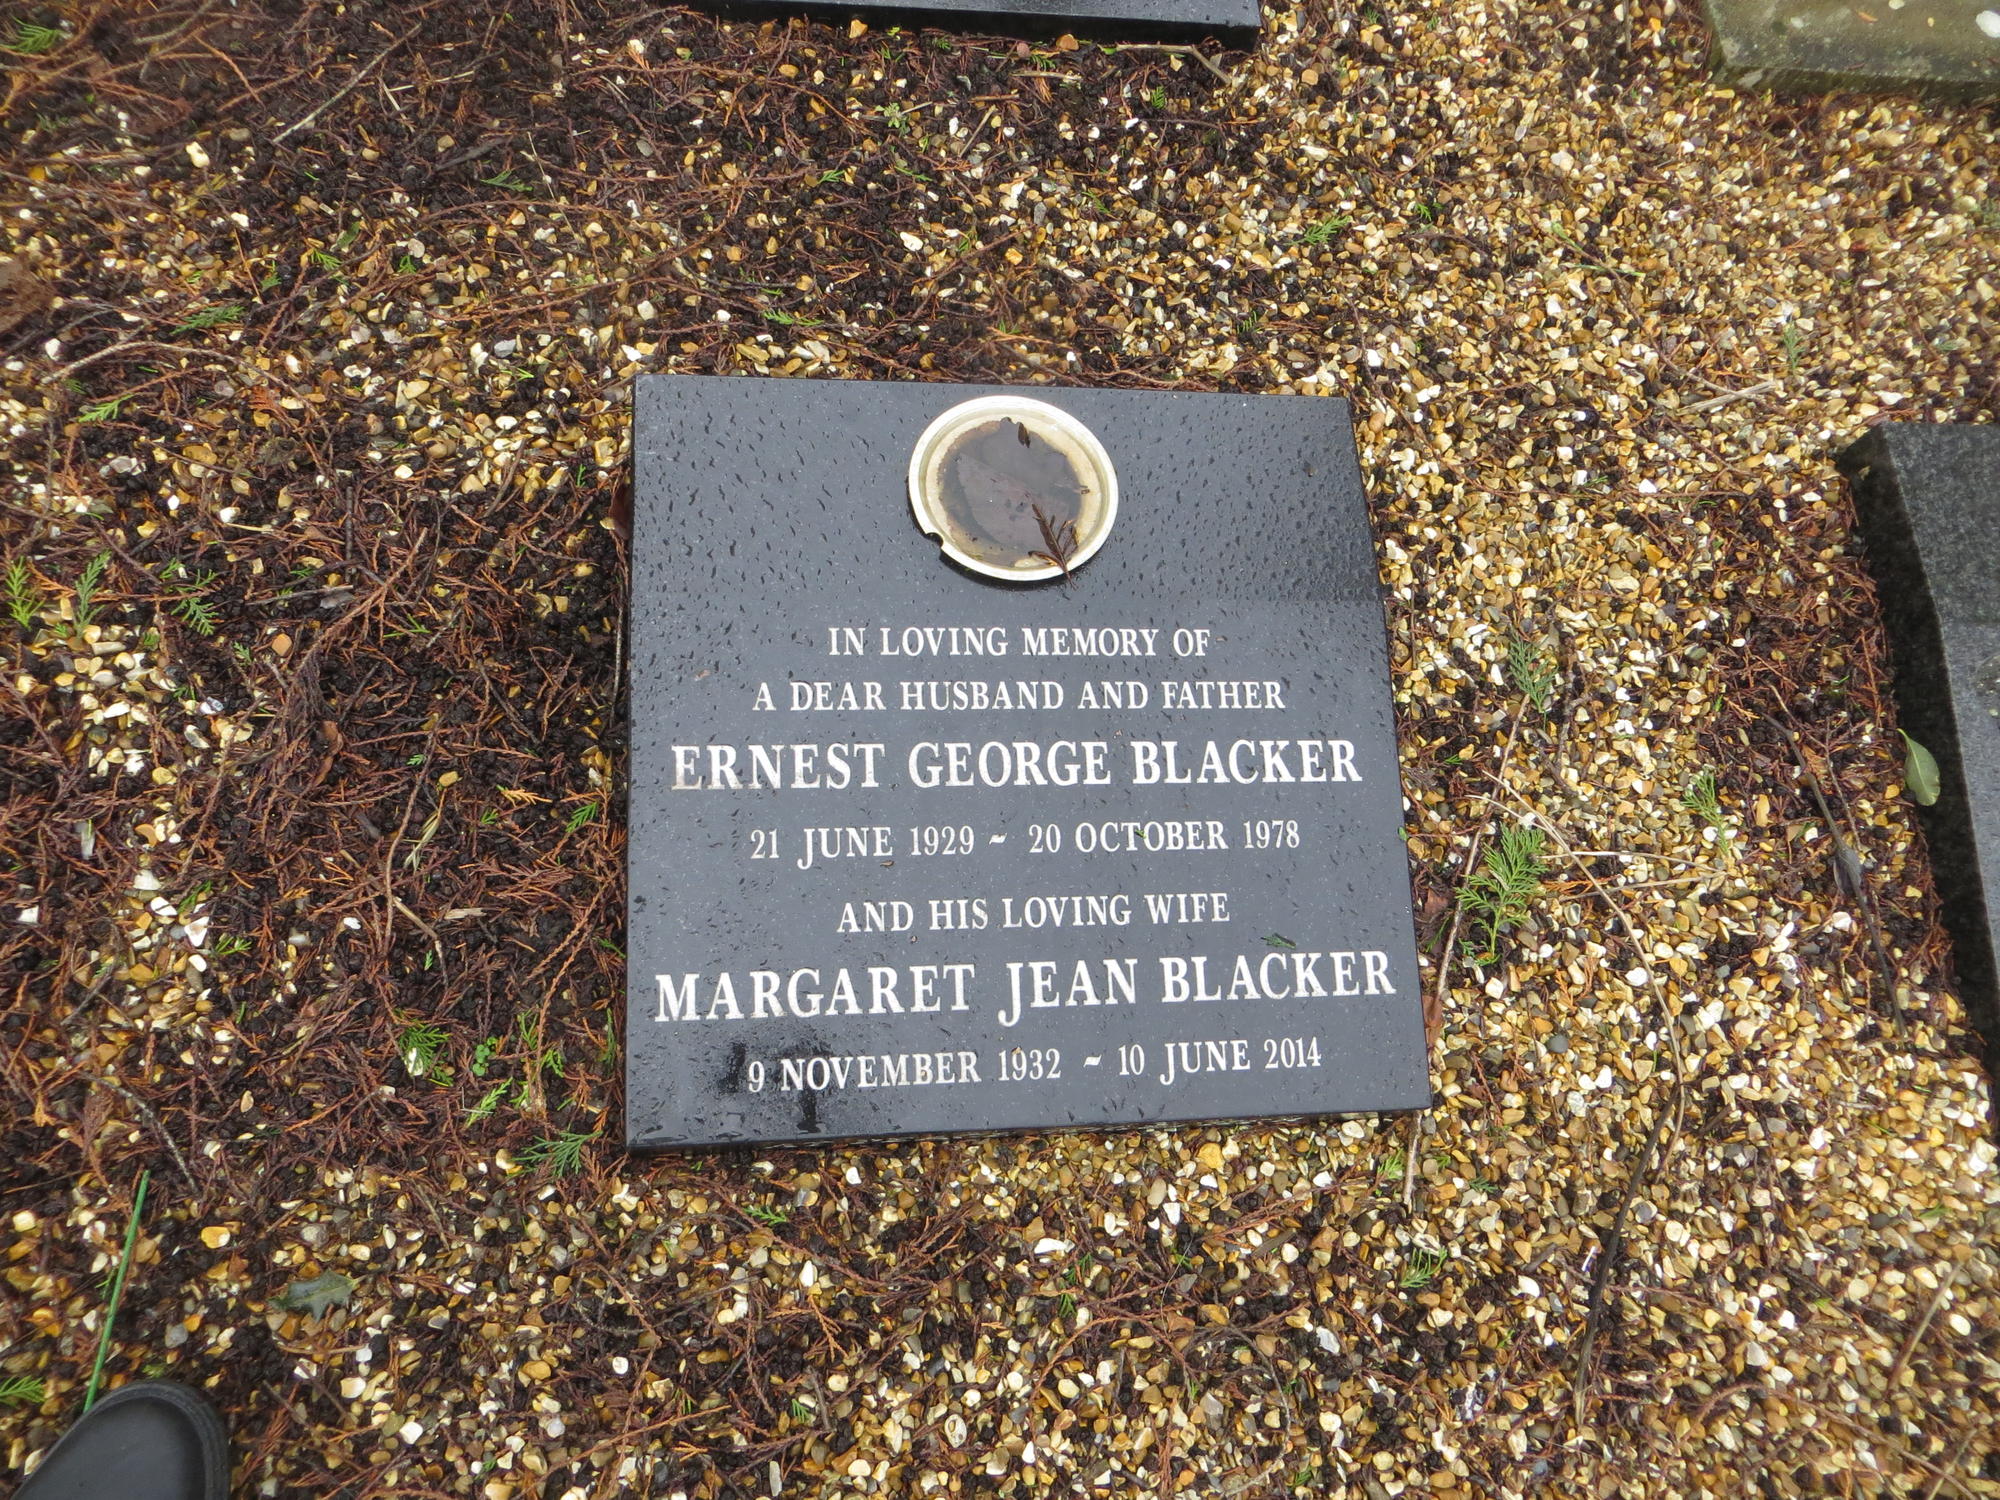 IN LOVING MEMORY OF
A DEAR HUSBAND AND FATHER
ERNEST GEORGE BLACKER
21 JUNE 1929 ~ 20 OCTOBER 1978
AND HIS LOVING WIFE
MARGARET JEAN BLACKER
9 NOVEMBER 1932 ~ 10 JUNE 2014